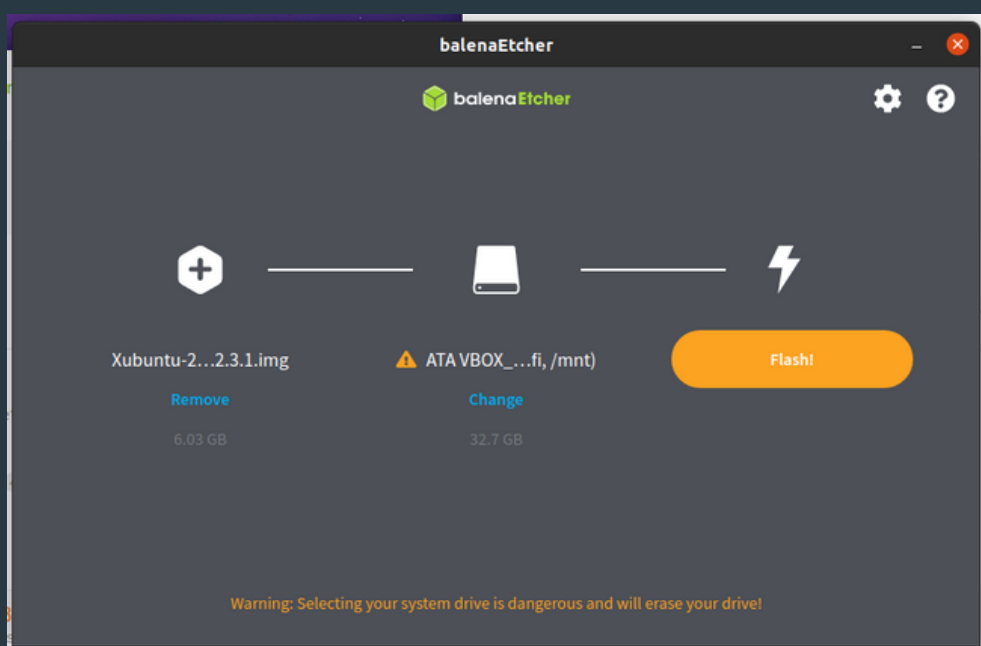 balenaEtcher
balenaEtcher
Xubuntu-2...2.3.1.img
ATA VBOX_...fi, /mnt)
Flash!
Remove
Change
6.03 GB
32.7 GB
Warning: Selecting your system drive is dangerous and will erase your drive!